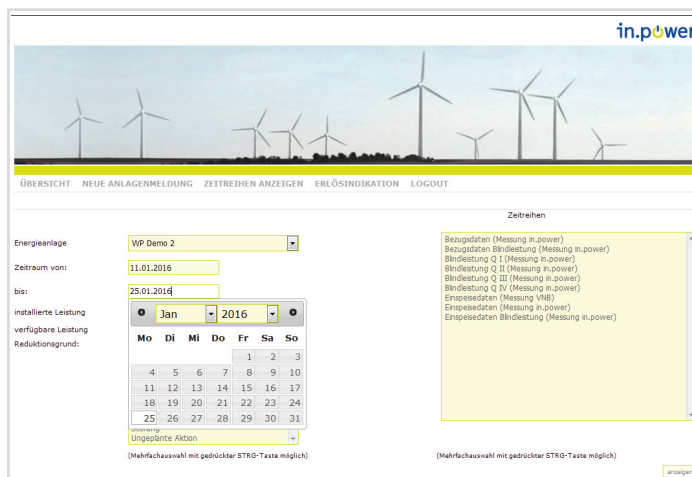 in.power
ÜBERSICHT NEUE ANLAGENMELDUNG ZEITREIHEN ANZEIGEN ERLÖSINDIKATION LOGOUT
Zeitreihen
Energieanlage WP Demo 2
Zeitraum von: 11.01.2016
bis: 25.01.2016
installierte Leistung
verfügbare Leistung
Reduktionsgrund:
Jan 2016
Mo Di Mi Do Fr Sa So
1 2 3
4 5 6 7 8 9 10
11 12 13 14 15 16 17
18 19 20 21 22 23 24
25 26 27 28 29 30 31
Störung
Ungeplante Aktion
(Mehrfachauswahl mit gedrückter STRG-Taste möglich)
Bezugsdaten (Messung in.power)
Bezugsdaten Blindleistung (Messung in.power)
Blindleistung Q I (Messung in.power)
Blindleistung Q II (Messung in.power)
Blindleistung Q III (Messung in.power)
Blindleistung Q IV (Messung in.power)
Einspeisedaten (Messung VNB)
Einspeisedaten (Messung in.power)
Einspeisedaten Blindleistung (Messung in.power)
(Mehrfachauswahl mit gedrückter STRG-Taste möglich)
anzeigen